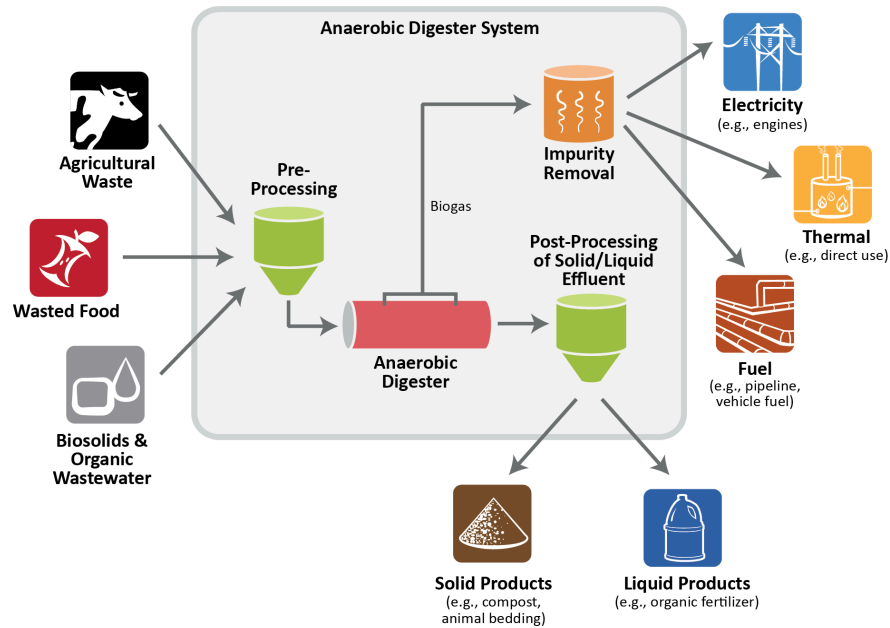 Anaerobic Digester System
Agricultural
Waste
Wasted Food
Biosolids &
Organic
Wastewater
Pre-
Processing
Biogas
Anaerobic
Digester
Impurity
Removal
Post-Processing
of Solid/Liquid
Effluent
Electricity
(e.g., engines)
Thermal
(e.g., direct use)
Fuel
(e.g., pipeline,
vehicle fuel)
Solid Products
(e.g., compost,
animal bedding)
Liquid Products
(e.g., organic fertilizer)